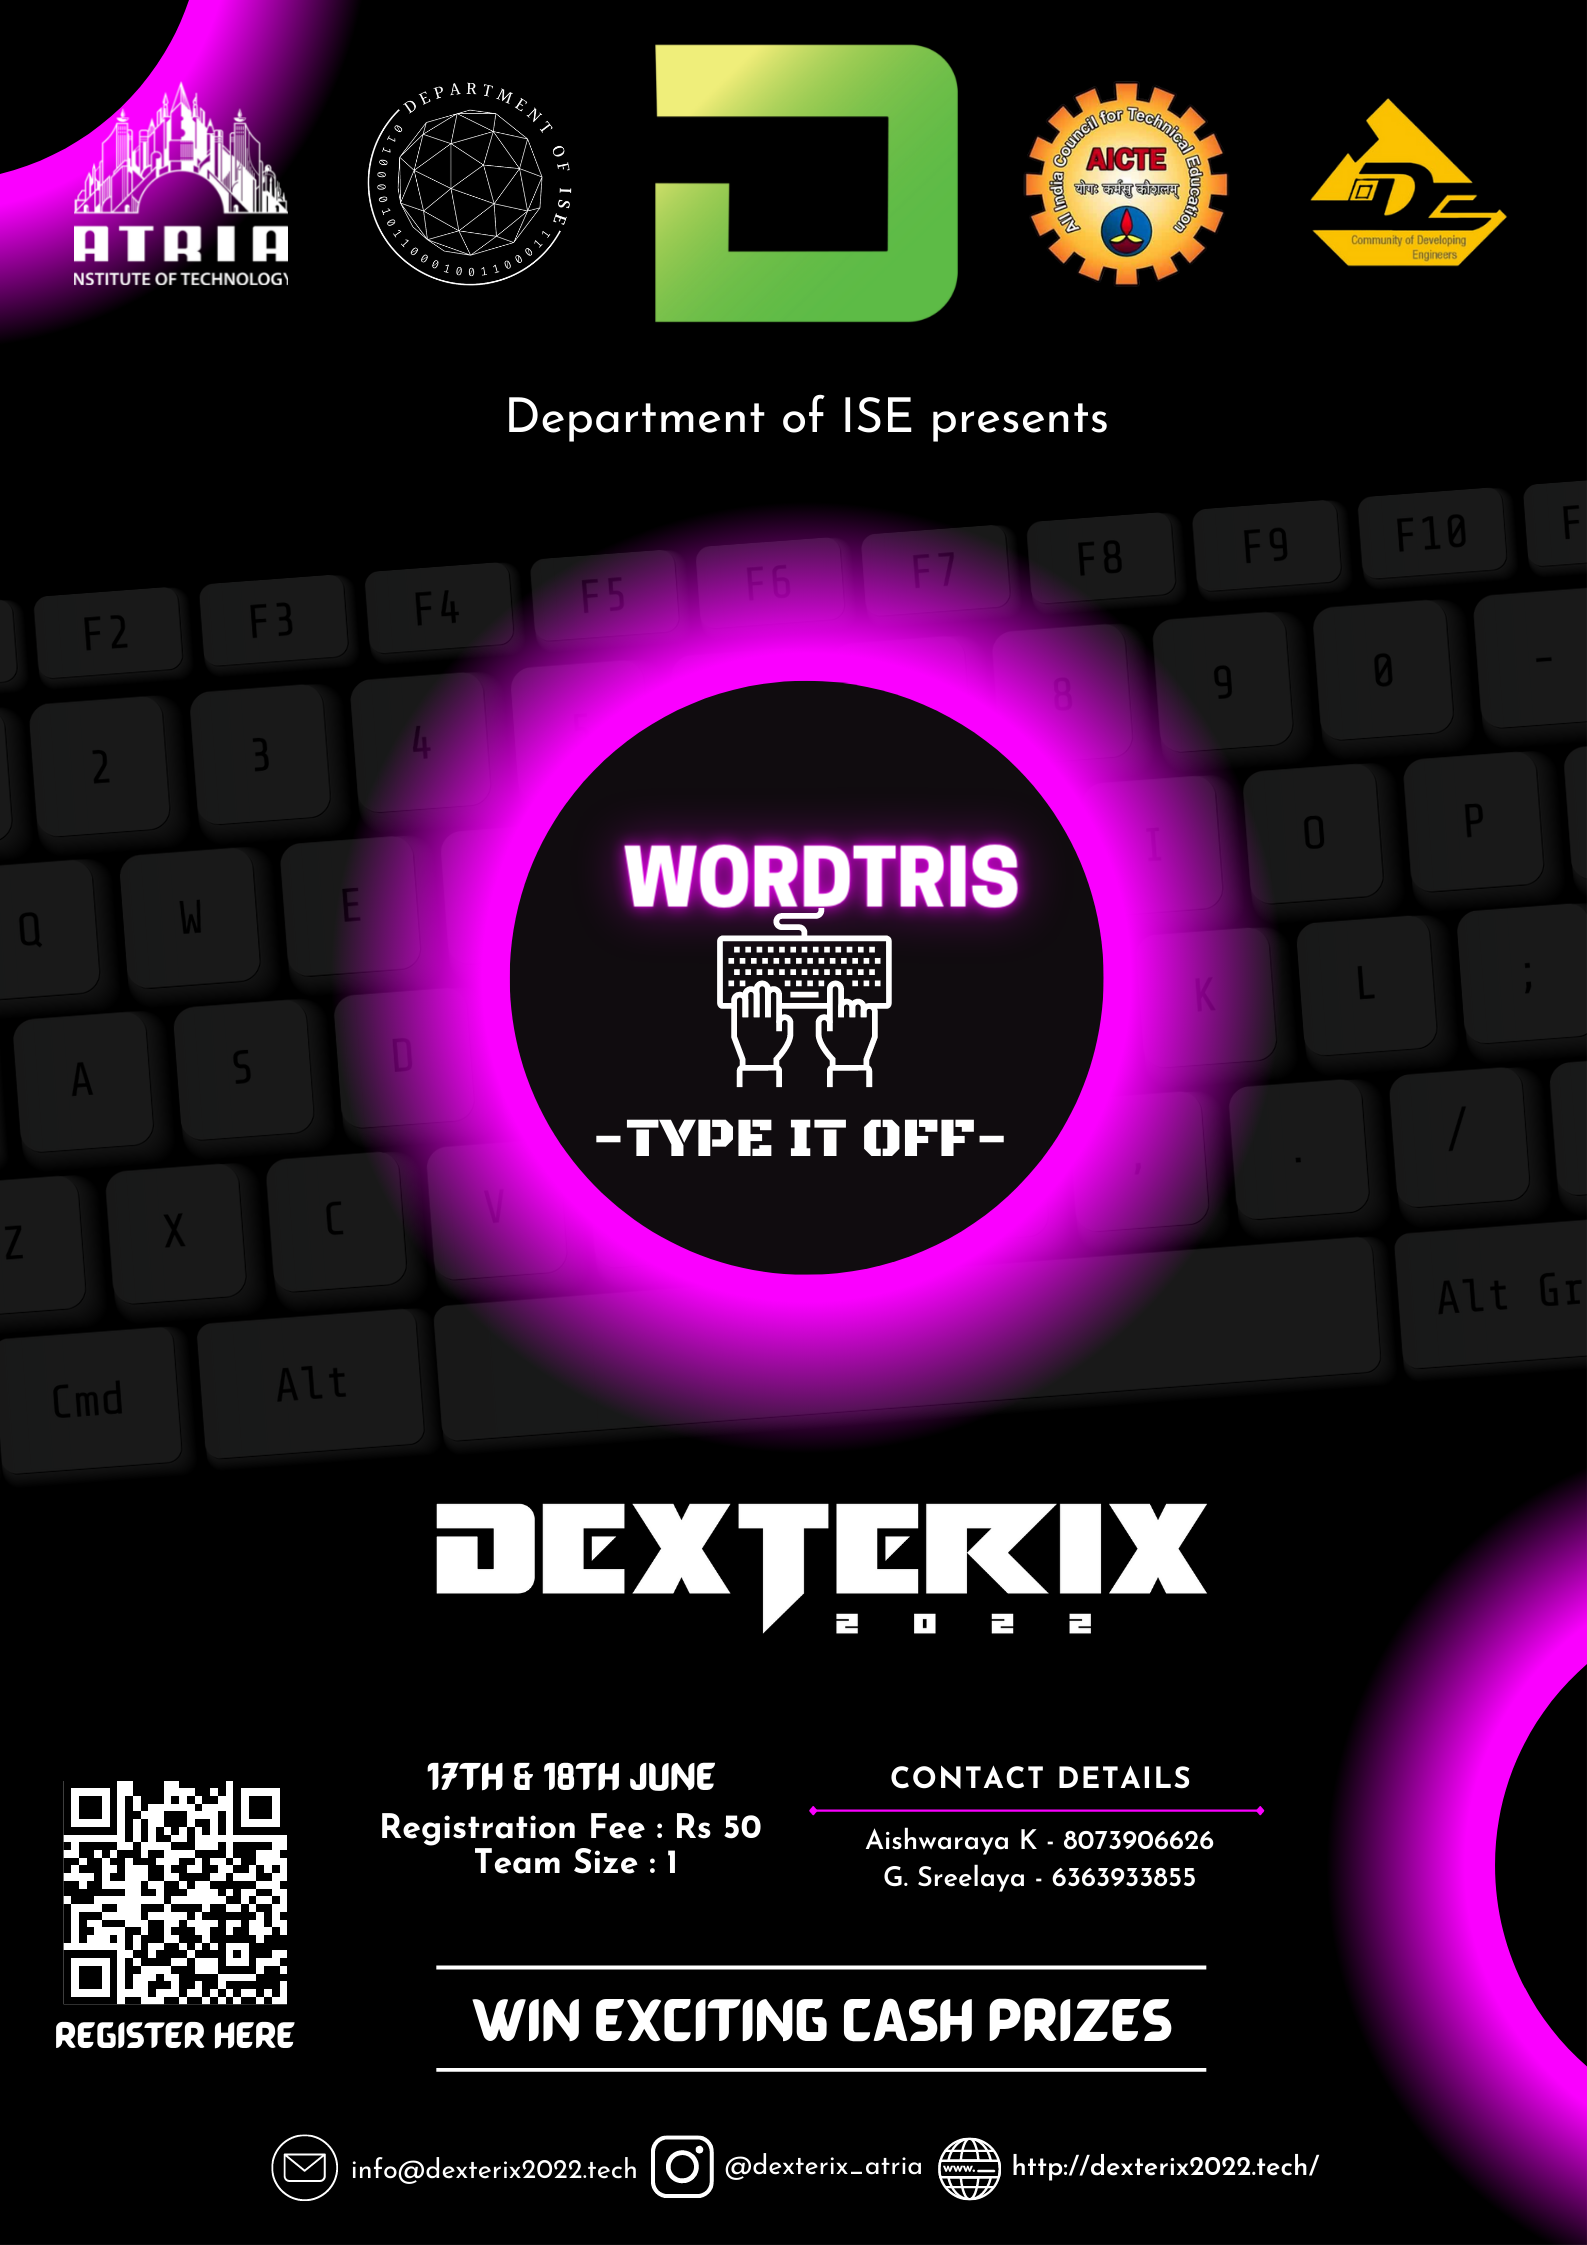 DEPARTMENT OF ISE
ATRIA
NSTITUTE OF TECHNOLOGY
All India Council for Technical Education
AICTE
योगः कर्मसु कौशलम्
Community of Developing
Engineers
Department of ISE presents
F2 F3 F4 F5 F6 F7 F8 F9 F10 F
2 3 4 8 9 0 -
Q W E I O P
A S D K L ;
Z X C V , . /
Cmd Alt Alt Gr
WORDTRIS
-TYPE IT OFF-
DEXTERIX
2022
17TH & 18TH JUNE
Registration Fee : Rs 50
Team Size : 1
CONTACT DETAILS
Aishwaraya K - 8073906626
G. Sreelaya - 6363933855
REGISTER HERE
WIN EXCITING CASH PRIZES
info@dexterix2022.tech
@dexterix_atria
www.
http://dexterix2022.tech/